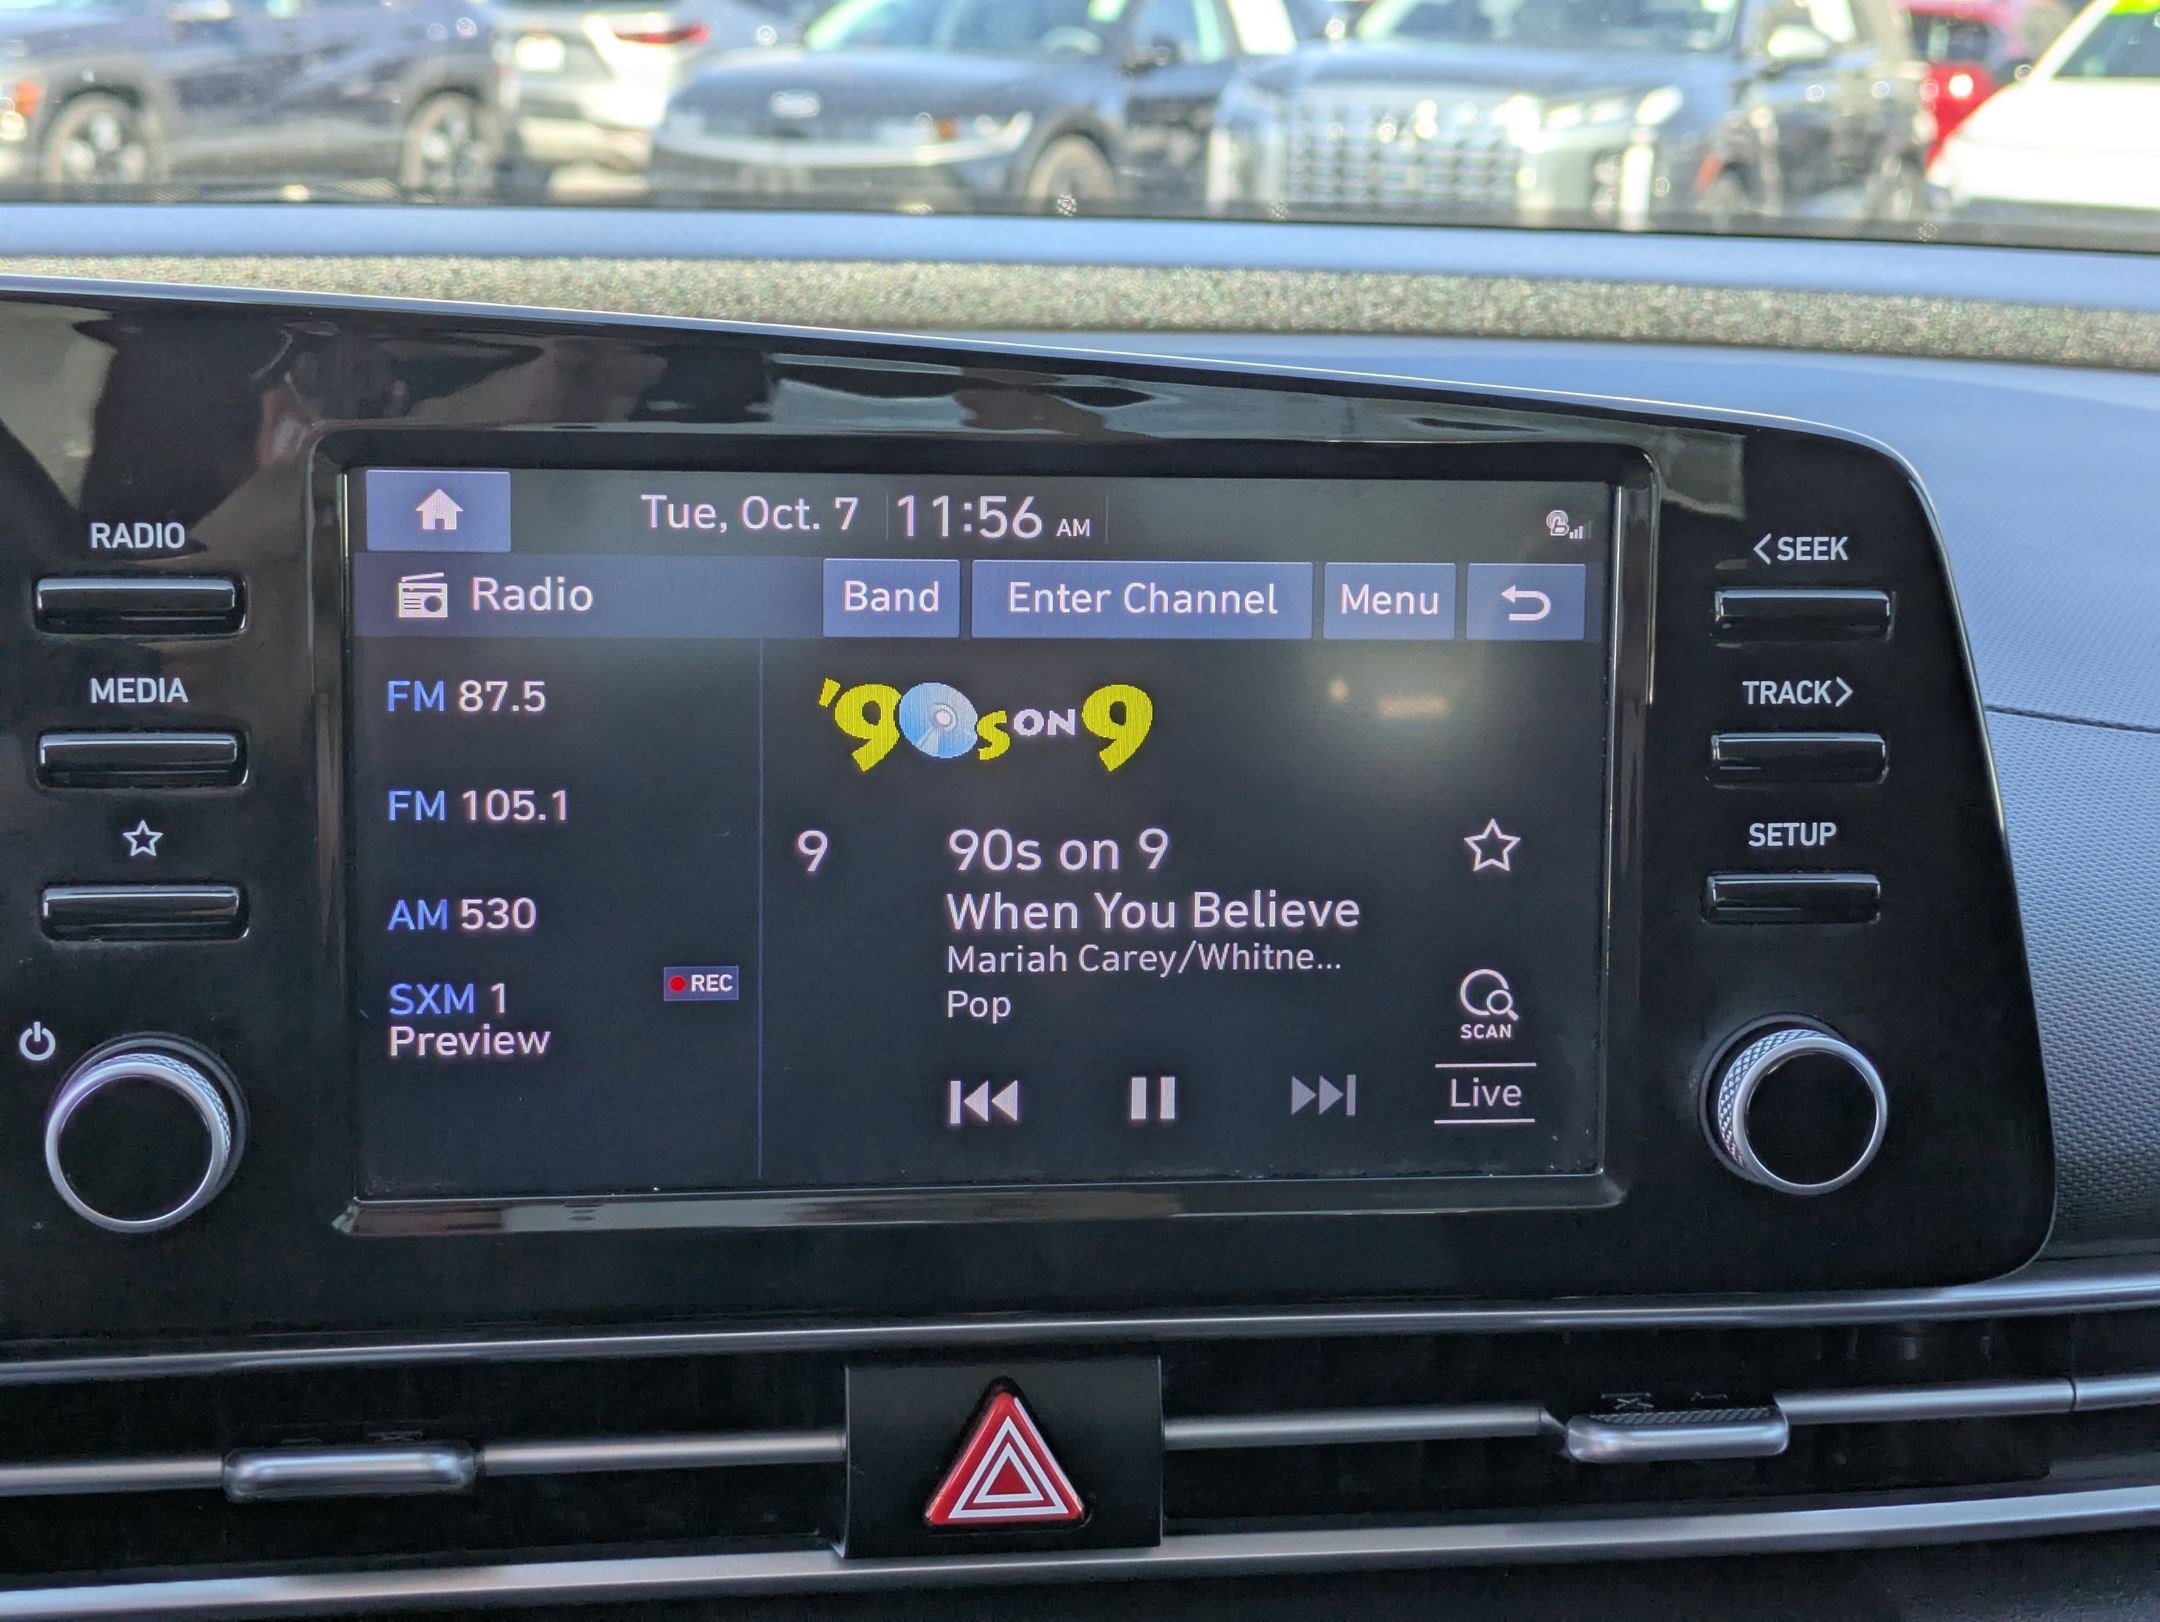 Tue, Oct. 7 11:56 AM
RADIO
Radio
Band
Enter Channel
Menu
<SEEK
MEDIA
FM 87.5
'90s ON 9
TRACK>
FM 105.1
9
90s on 9
SETUP
AM 530
When You Believe
Mariah Carey/Whitne...
SXM 1
REC
Pop
SCAN
Preview
Live